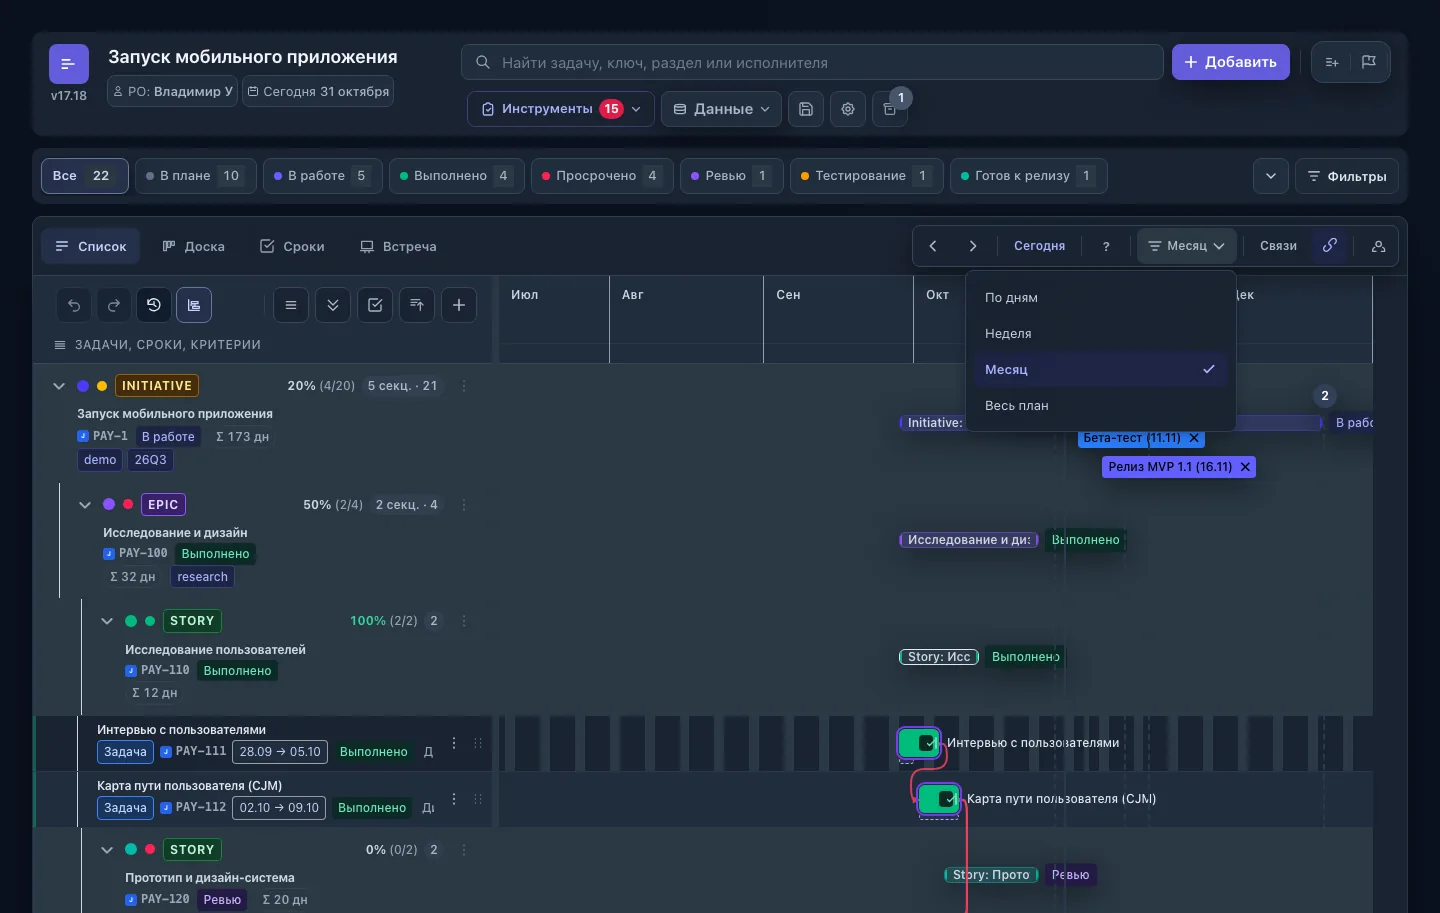 Запуск мобильного приложения
Найти задачу, ключ, раздел или исполнителя
Добавить
v17.18
PO: Владимир У
Сегодня 31 октября
Инструменты 15
Данные
1
Все 22
В плане 10
В работе 5
Выполнено 4
Просрочено 4
Ревью 1
Тестирование 1
Готов к релизу 1
Фильтры
Список
Доска
Сроки
Встреча
Сегодня
?
Месяц
Связи
По дням
Неделя
Месяц
Весь план
Июл
Авг
Сен
Окт
Дек
ЗАДАЧИ, СРОКИ, КРИТЕРИИ
INITIATIVE
20% (4/20)
5 секц. · 21
Запуск мобильного приложения
PAY-1
В работе
Σ 173 дн
demo
26Q3
Initiative:
2
В рабо
Бета-тест (11.11) ✕
Релиз MVP 1.1 (16.11) ✕
EPIC
50% (2/4)
2 секц. · 4
Исследование и дизайн
PAY-100
Выполнено
Σ 32 дн
research
Исследование и ди:
Выполнено
STORY
100% (2/2)
2
Исследование пользователей
PAY-110
Выполнено
Σ 12 дн
Story: Исс
Выполнено
Интервью с пользователями
Задача
PAY-111
28.09 → 05.10
Выполнено
Д
Интервью с пользователями
Карта пути пользователя (CJM)
Задача
PAY-112
02.10 → 09.10
Выполнено
Ди
Карта пути пользователя (CJM)
STORY
0% (0/2)
2
Прототип и дизайн-система
PAY-120
Ревью
Σ 20 дн
Story: Прото
Ревью